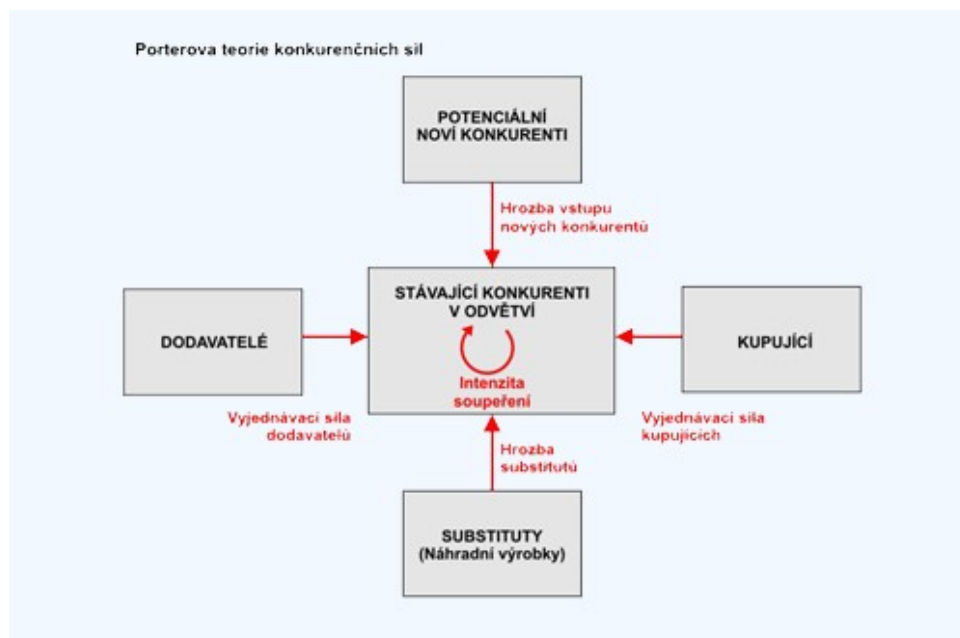 Porterova teorie konkurenčních sil
POTENCIÁLNÍ
NOVÍ KONKURENTI
Hrozba vstupu
nových konkurentů
STÁVAJÍCÍ KONKURENTI
V ODVĚTVÍ
Intenzita
soupeření
DODAVATELÉ
KUPUJÍCÍ
Vyjednávací síla
dodavatelů
Vyjednávací síla
kupujících
Hrozba
substitutů
SUBSTITUTY
(Náhradní výrobky)